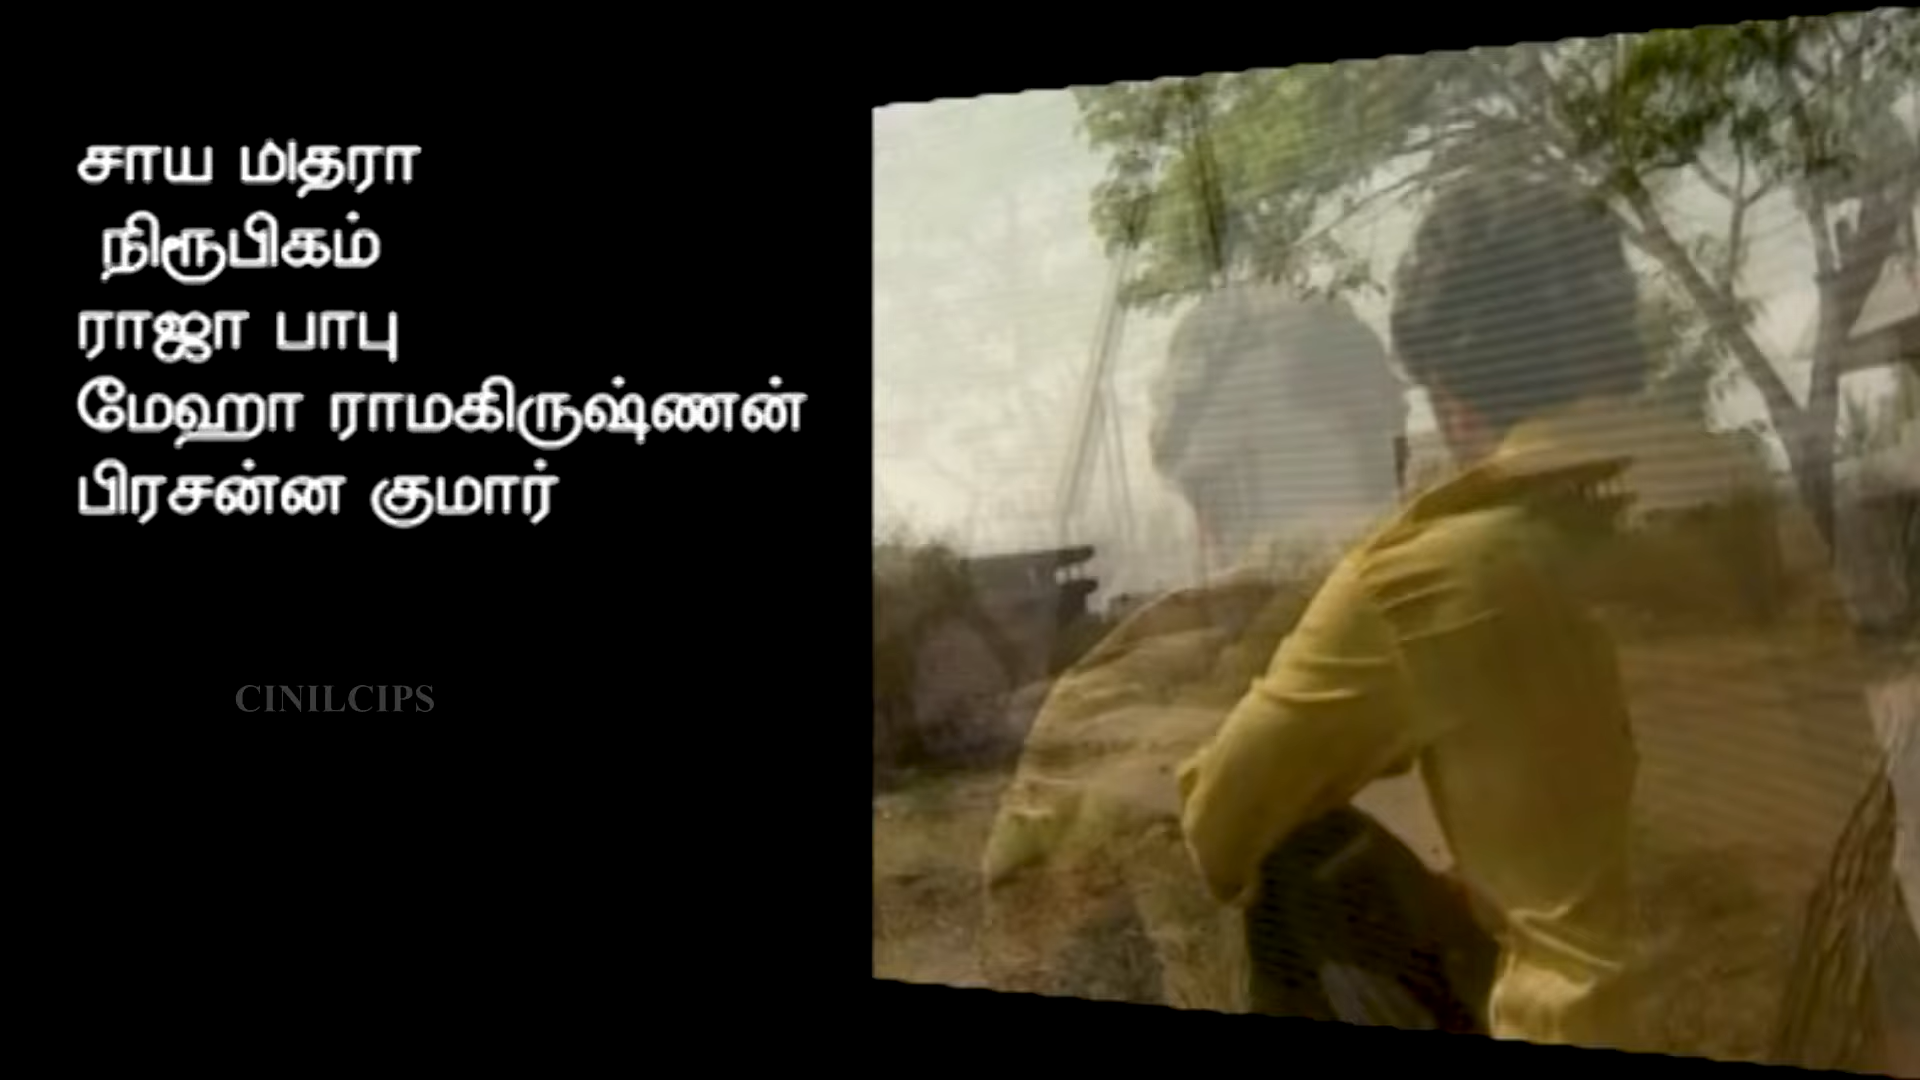 சாய மிதரா
நிரூபிகம்
ராஜா பாபு
மேஹா ராமகிருஷ்ணன்
பிரசன்ன குமார்
CINILCIPS